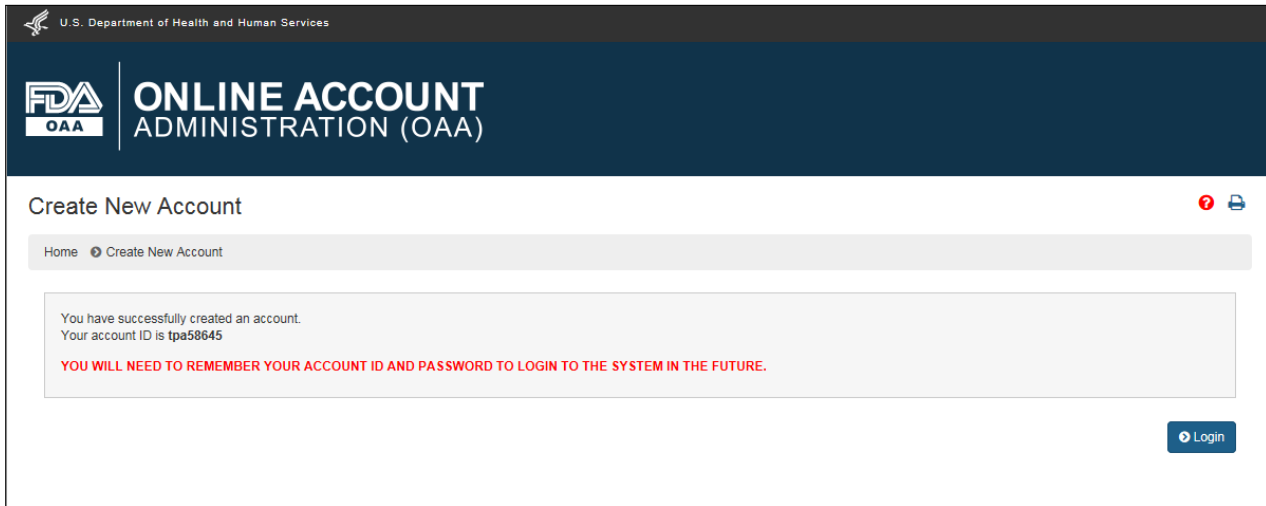 U.S. Department of Health and Human Services
FDA
OAA
ONLINE ACCOUNT
ADMINISTRATION (OAA)
Create New Account
?
Home Create New Account
You have successfully created an account.
Your account ID is tpa58645
YOU WILL NEED TO REMEMBER YOUR ACCOUNT ID AND PASSWORD TO LOGIN TO THE SYSTEM IN THE FUTURE.
Login